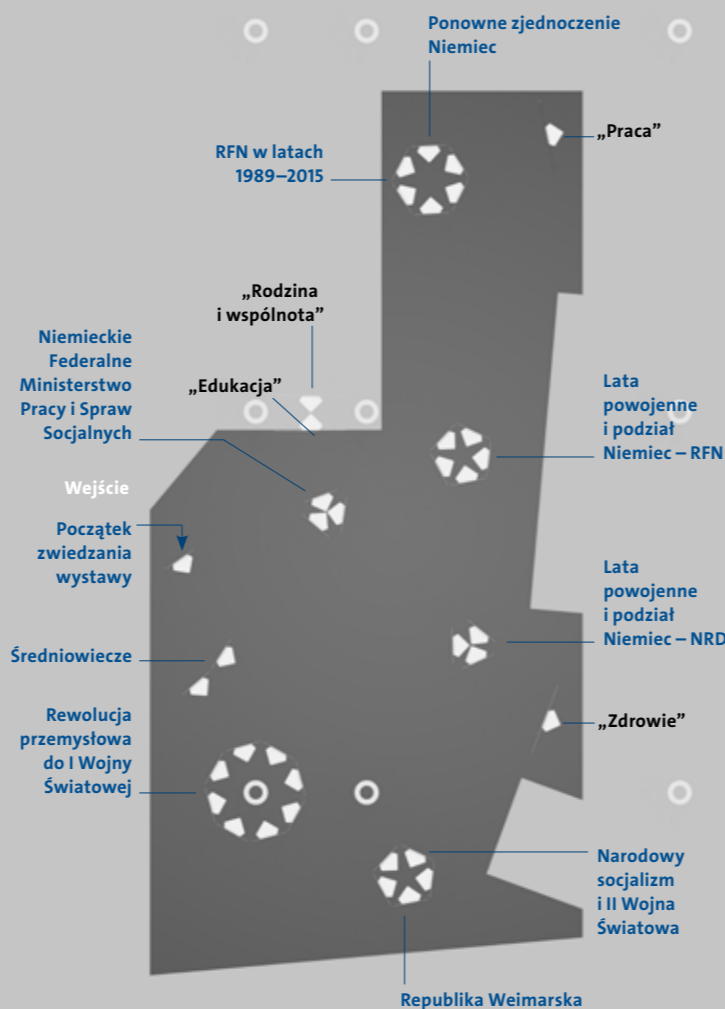 Ponowne zjednoczenie
Niemiec
„Praca”
RFN w latach
1989–2015
„Rodzina
i wspólnota”
Niemieckie
Federalne
Ministerstwo
Pracy i Spraw
Socjalnych
„Edukacja”
Lata
powojenne
i podział
Niemiec – RFN
Wejście
Początek
zwiedzania
wystawy
Lata
powojenne
i podział
Niemiec – NRD
Średniowiecze
„Zdrowie”
Rewolucja
przemysłowa
do I Wojny
Światowej
Narodowy
socjalizm
i II Wojna
Światowa
Republika Weimarska